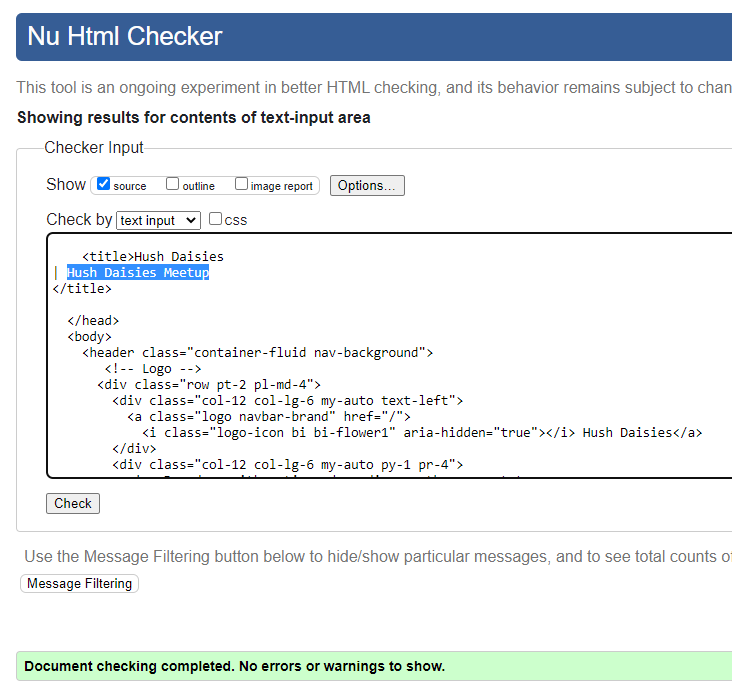 Nu Html Checker
This tool is an ongoing experiment in better HTML checking, and its behavior remains subject to chan
Showing results for contents of text-input area
Checker Input
Show source outline image report Options...
Check by text input css
<title>Hush Daisies
| Hush Daisies Meetup
</title>
</head>
<body>
<header class="container-fluid nav-background">
<!-- Logo -->
<div class="row pt-2 pl-md-4">
<div class="col-12 col-lg-6 my-auto text-left">
<a class="logo navbar-brand" href="/">
<i class="logo-icon bi bi-flower1" aria-hidden="true"></i> Hush Daisies</a>
</div>
<div class="col-12 col-lg-6 my-auto py-1 pr-4">
Check
Use the Message Filtering button below to hide/show particular messages, and to see total counts of
Message Filtering
Document checking completed. No errors or warnings to show.